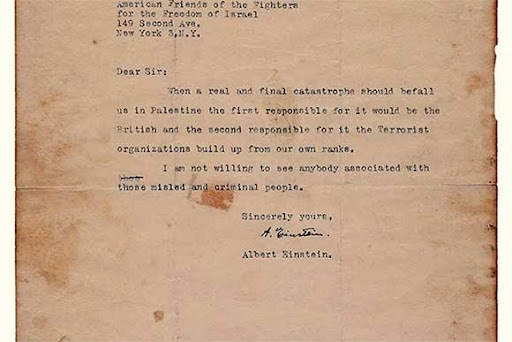 American Friends of the Fighters
for the Freedom of Israel
149 Second Ave.
New York 3,N.Y.
Dear Sir:
When a real and final catastrophe should befall
us in Palestine the first responsible for it would be the
British and the second responsible for it the Terrorist
organizations build up from our own ranks.
I am not willing to see anybody associated with
those misled and criminal people.
Sincerely yours,
A. Einstein.
Albert Einstein.